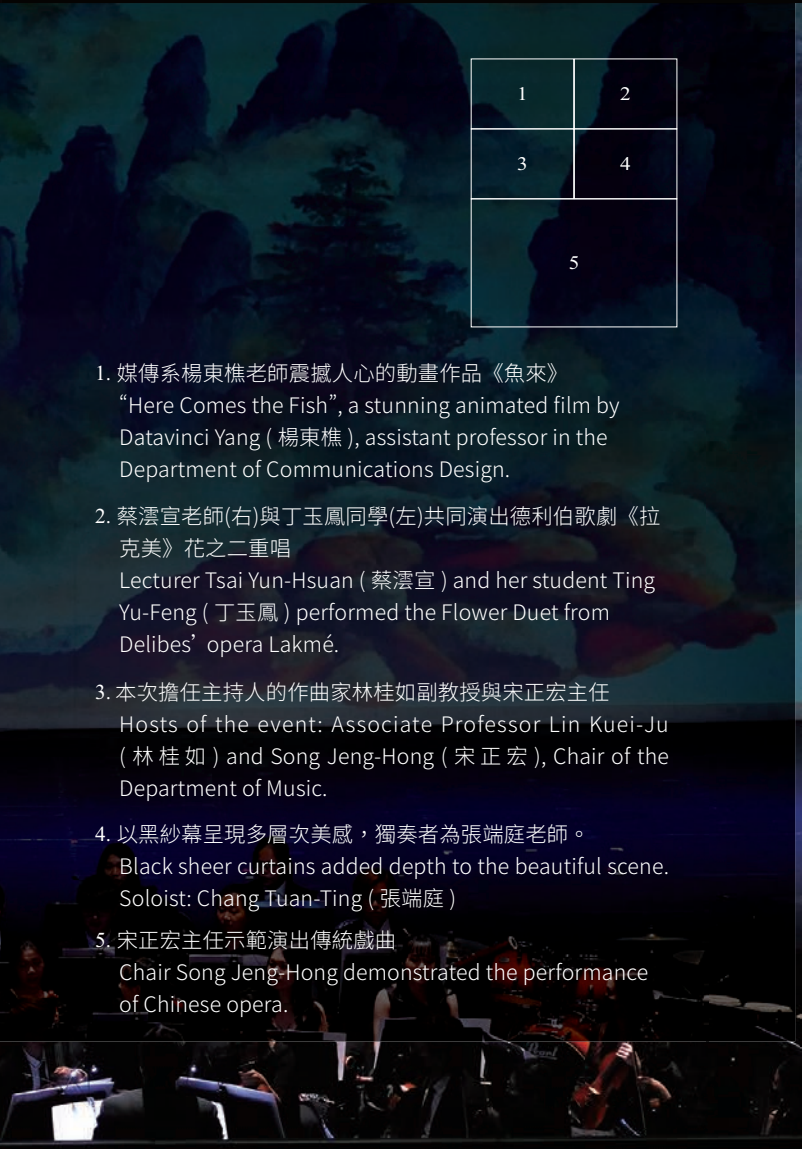 1 2
3 4
5
1. 媒傳系楊東樵老師震撼人心的動畫作品《魚來》
“Here Comes the Fish”, a stunning animated film by
Datavinci Yang ( 楊東樵 ), assistant professor in the
Department of Communications Design.
2. 蔡澐宣老師(右)與丁玉鳳同學(左)共同演出德利伯歌劇《拉
克美》花之二重唱
Lecturer Tsai Yun-Hsuan ( 蔡澐宣 ) and her student Ting
Yu-Feng ( 丁玉鳳 ) performed the Flower Duet from
Delibes’ opera Lakmé.
3. 本次擔任主持人的作曲家林桂如副教授與宋正宏主任
Hosts of the event: Associate Professor Lin Kuei-Ju
( 林桂如 ) and Song Jeng-Hong ( 宋正宏 ), Chair of the
Department of Music.
4. 以黑紗幕呈現多層次美感，獨奏者為張端庭老師。
Black sheer curtains added depth to the beautiful scene.
Soloist: Chang Tuan-Ting ( 張端庭 )
5. 宋正宏主任示範演出傳統戲曲
Chair Song Jeng-Hong demonstrated the performance
of Chinese opera.
Pearl